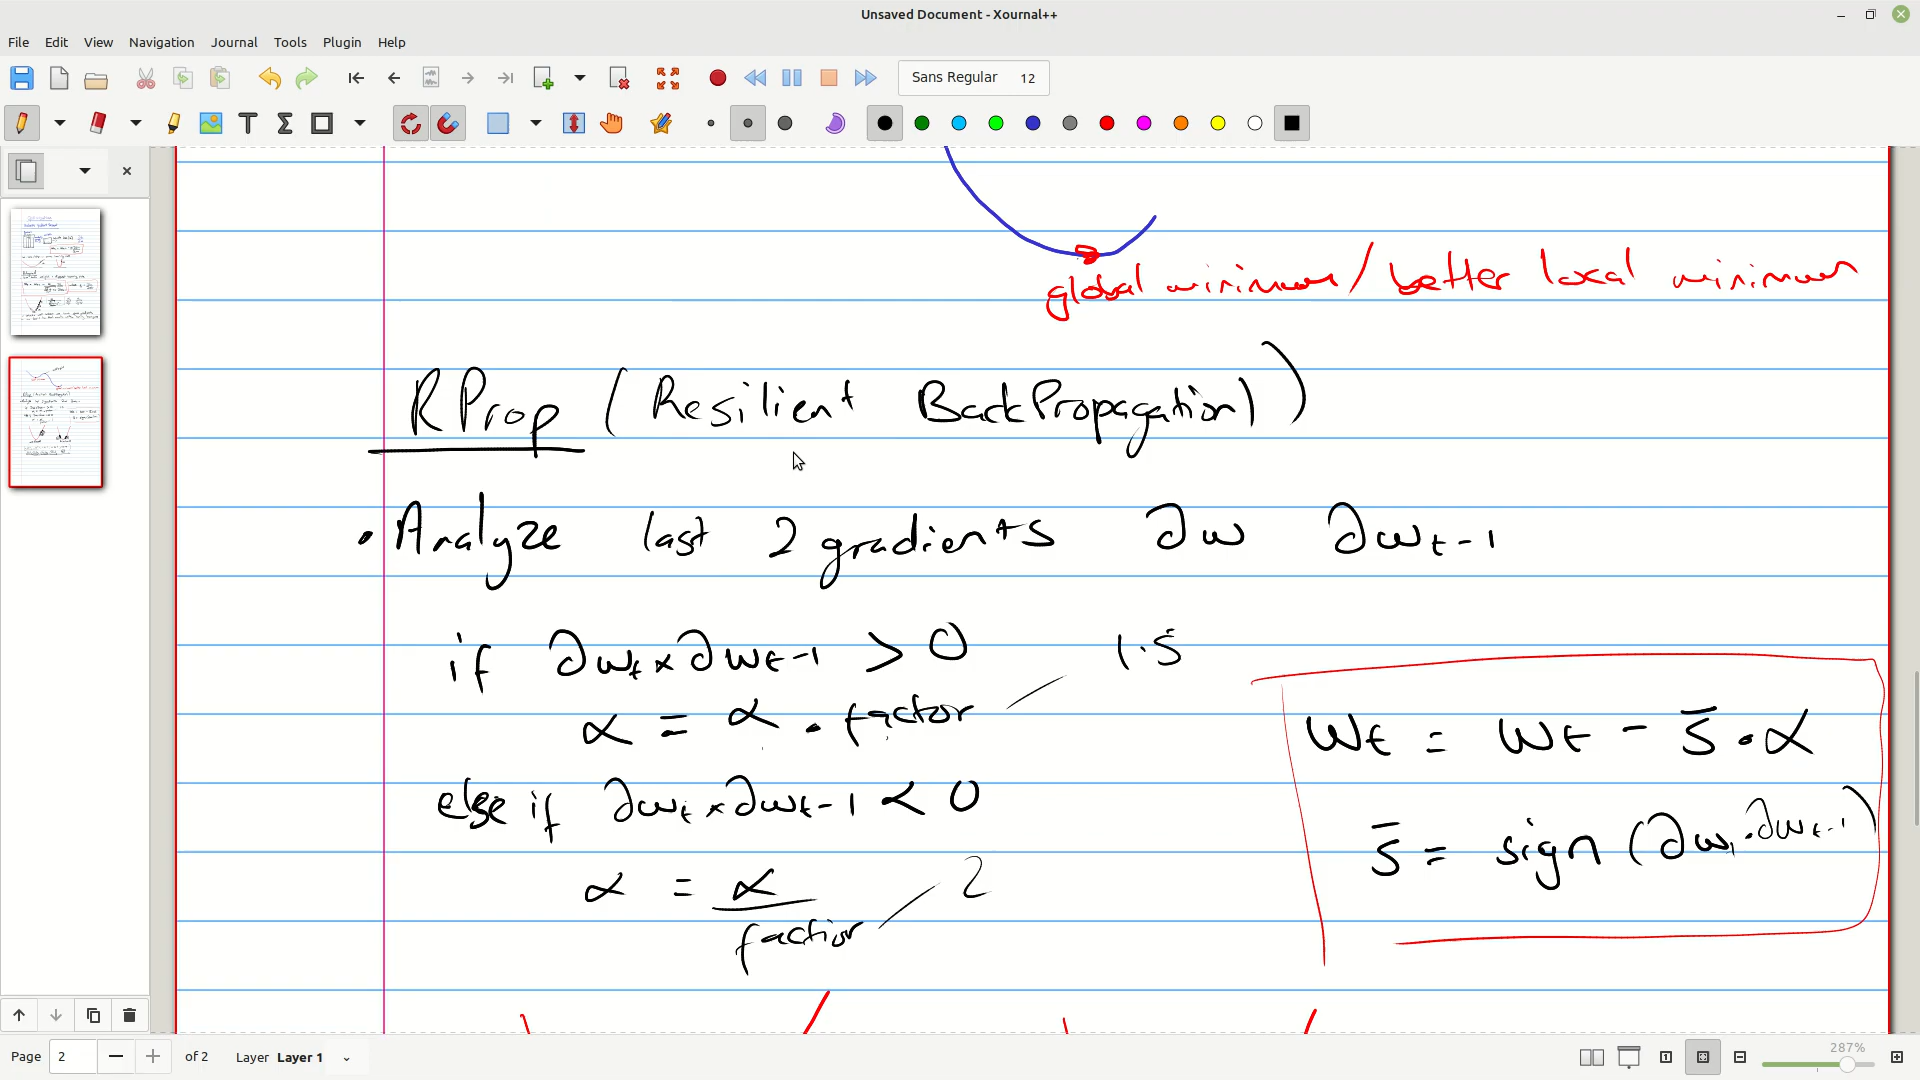 Unsaved Document - Xournal++
File Edit View Navigation Journal Tools Plugin Help
Sans Regular 12
global minimum / better local minimum
RProp (Resilient BackPropagation)
• Analyze last 2 gradients ∂w ∂wt-1
if ∂wt × ∂wt-1 > 0 1.5
α = α • factor
else if ∂wt × ∂wt-1 < 0
α = α / factor 2
wt = wt - s̄ • α
s̄ = sign (∂wt • ∂wt-1)
Page 2 of 2 Layer Layer 1
287%